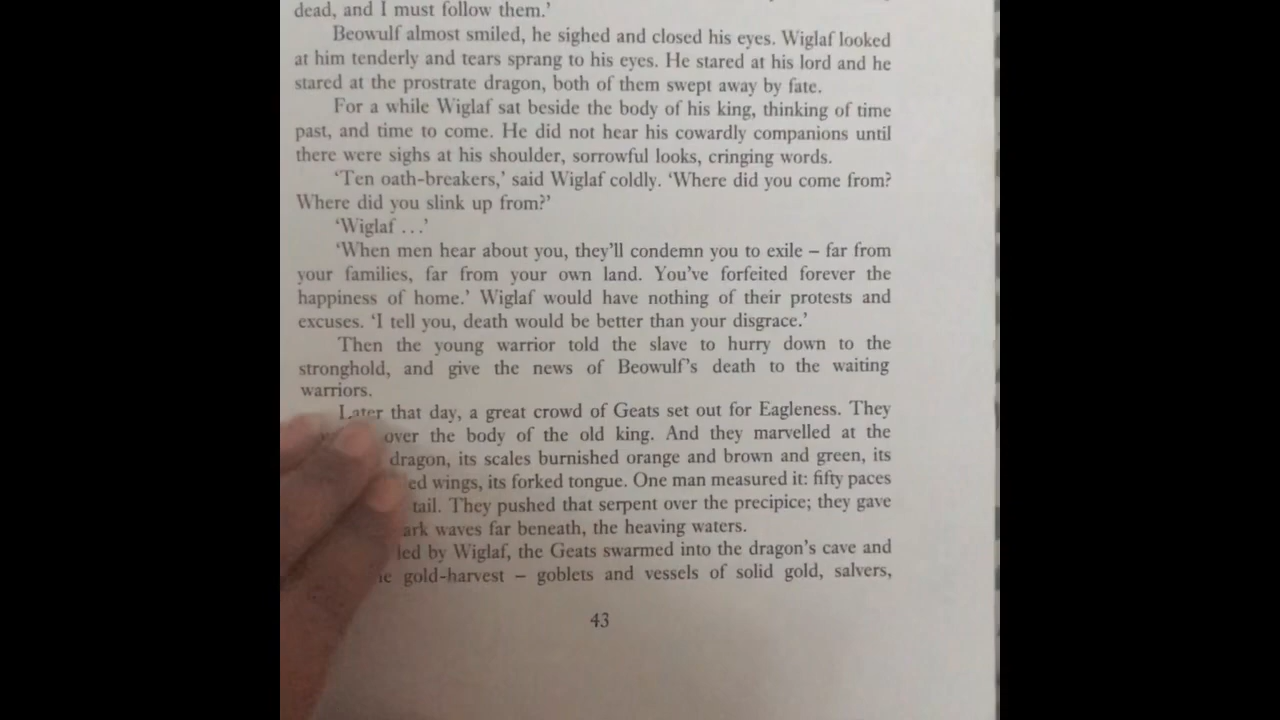 dead, and I must follow them.'
Beowulf almost smiled, he sighed and closed his eyes. Wiglaf looked
at him tenderly and tears sprang to his eyes. He stared at his lord and he
stared at the prostrate dragon, both of them swept away by fate.
For a while Wiglaf sat beside the body of his king, thinking of time
past, and time to come. He did not hear his cowardly companions until
there were sighs at his shoulder, sorrowful looks, cringing words.
'Ten oath-breakers,' said Wiglaf coldly. 'Where did you come from?
Where did you slink up from?'
'Wiglaf ...'
'When men hear about you, they'll condemn you to exile – far from
your families, far from your own land. You've forfeited forever the
happiness of home.' Wiglaf would have nothing of their protests and
excuses. 'I tell you, death would be better than your disgrace.'
Then the young warrior told the slave to hurry down to the
stronghold, and give the news of Beowulf's death to the waiting
warriors.
Later that day, a great crowd of Geats set out for Eagleness. They
over the body of the old king. And they marvelled at the
dragon, its scales burnished orange and brown and green, its
ed wings, its forked tongue. One man measured it: fifty paces
tail. They pushed that serpent over the precipice; they gave
ark waves far beneath, the heaving waters.
led by Wiglaf, the Geats swarmed into the dragon's cave and
gold-harvest – goblets and vessels of solid gold, salvers,
43